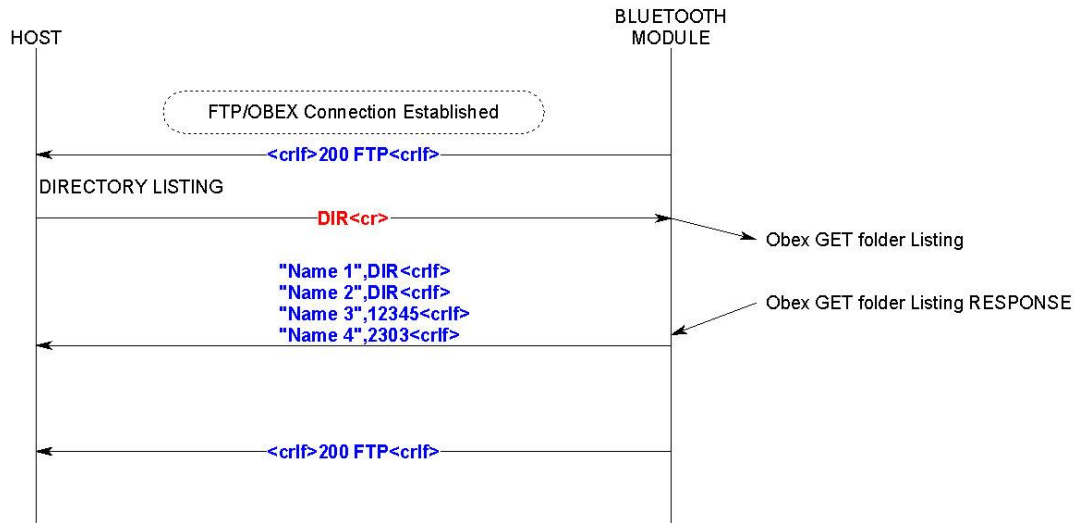 BLUETOOTH
MODULE
HOST
FTP/OBEX Connection Established
<crlf>200 FTP<crlf>
DIRECTORY LISTING
DIR<cr>
Obex GET folder Listing
"Name 1",DIR<crlf>
"Name 2",DIR<crlf>
"Name 3",12345<crlf>
"Name 4",2303<crlf>
Obex GET folder Listing RESPONSE
<crlf>200 FTP<crlf>